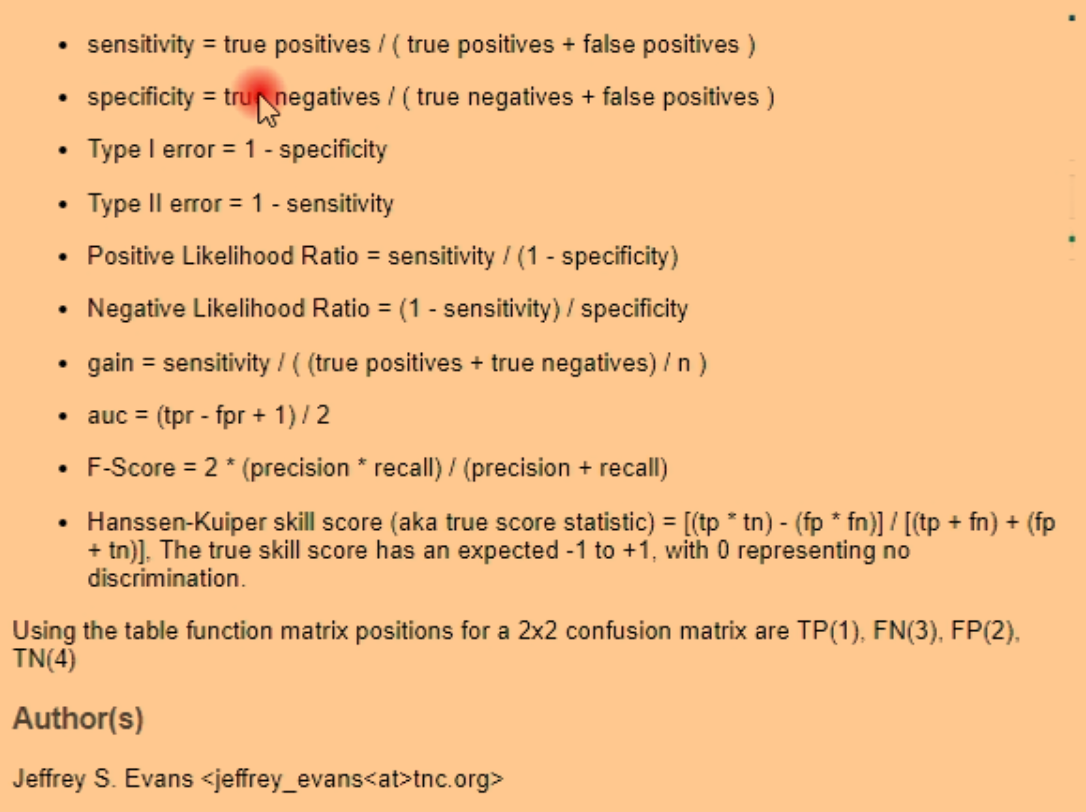 • sensitivity = true positives / ( true positives + false positives )
• specificity = true negatives / ( true negatives + false positives )
• Type I error = 1 - specificity
• Type II error = 1 - sensitivity
• Positive Likelihood Ratio = sensitivity / (1 - specificity)
• Negative Likelihood Ratio = (1 - sensitivity) / specificity
• gain = sensitivity / ( (true positives + true negatives) / n )
• auc = (tpr - fpr + 1) / 2
• F-Score = 2 * (precision * recall) / (precision + recall)
• Hanssen-Kuiper skill score (aka true score statistic) = [(tp * tn) - (fp * fn)] / [(tp + fn) + (fp
+ tn)], The true skill score has an expected -1 to +1, with 0 representing no
discrimination.
Using the table function matrix positions for a 2x2 confusion matrix are TP(1), FN(3), FP(2),
TN(4)
Author(s)
Jeffrey S. Evans <jeffrey_evans<at>tnc.org>